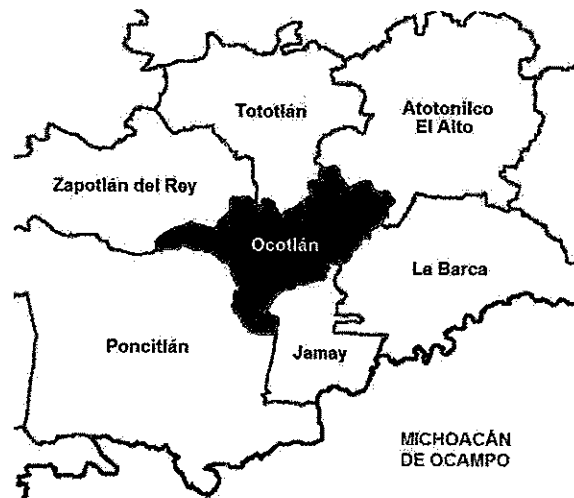 Tototlán
Atotonilco
El Alto
Zapotlán del Rey
Ocotlán
La Barca
Poncitlán
Jamay
MICHOACÁN
DE OCAMPO